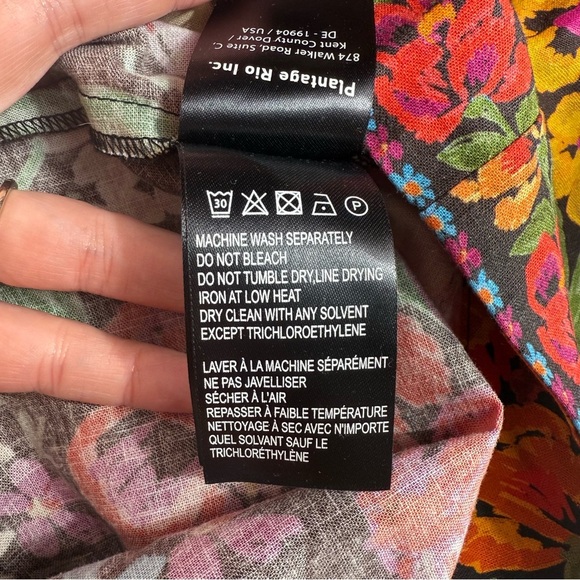 Plantage Rio Inc.
874 Walker Road, Suite C,
Kent County Dover/
DE - 19904 / USA
30 P
MACHINE WASH SEPARATELY
DO NOT BLEACH
DO NOT TUMBLE DRY,LINE DRYING
IRON AT LOW HEAT
DRY CLEAN WITH ANY SOLVENT
EXCEPT TRICHLOROETHYLENE
LAVER À LA MACHINE SÉPARÉMENT
NE PAS JAVELLISER
SÉCHER À L'AIR
REPASSER À FAIBLE TEMPÉRATURE
NETTOYAGE À SEC AVEC N'IMPORTE
QUEL SOLVANT SAUF LE
TRICHLORÉTHYLÈNE